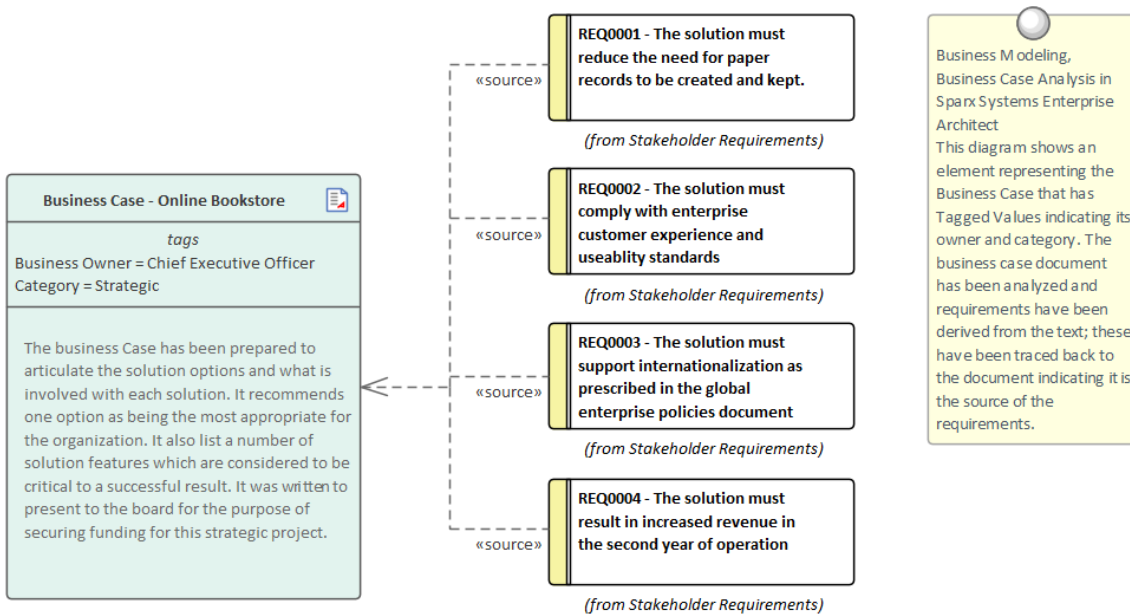 Business Case - Online Bookstore
tags
Business Owner = Chief Executive Officer
Category = Strategic
The business Case has been prepared to
articulate the solution options and what is
involved with each solution. It recommends
one option as being the most appropriate for
the organization. It also list a number of
solution features which are considered to be
critical to a successful result. It was written to
present to the board for the purpose of
securing funding for this strategic project.
«source»
REQ0001 - The solution must
reduce the need for paper
records to be created and kept.
(from Stakeholder Requirements)
«source»
REQ0002 - The solution must
comply with enterprise
customer experience and
useablity standards
(from Stakeholder Requirements)
«source»
REQ0003 - The solution must
support internationalization as
prescribed in the global
enterprise policies document
(from Stakeholder Requirements)
«source»
REQ0004 - The solution must
result in increased revenue in
the second year of operation
(from Stakeholder Requirements)
Business Modeling,
Business Case Analysis in
Sparx Systems Enterprise
Architect
This diagram shows an
element representing the
Business Case that has
Tagged Values indicating its
owner and category. The
business case document
has been analyzed and
requirements have been
derived from the text; these
have been traced back to
the document indicating it is
the source of the
requirements.